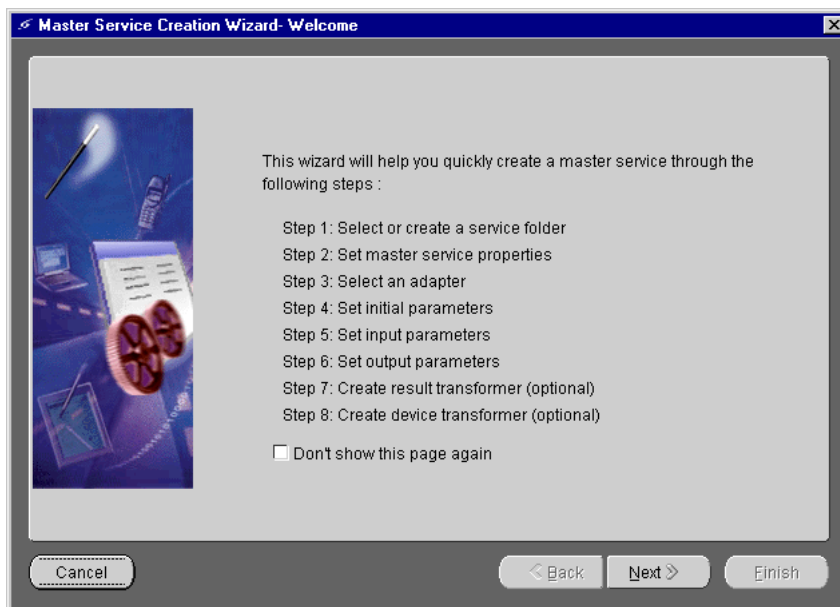 Master Service Creation Wizard- Welcome
This wizard will help you quickly create a master service through the
following steps :
Step 1: Select or create a service folder
Step 2: Set master service properties
Step 3: Select an adapter
Step 4: Set initial parameters
Step 5: Set input parameters
Step 6: Set output parameters
Step 7: Create result transformer (optional)
Step 8: Create device transformer (optional)
Don't show this page again
Cancel
Back
Next
Finish